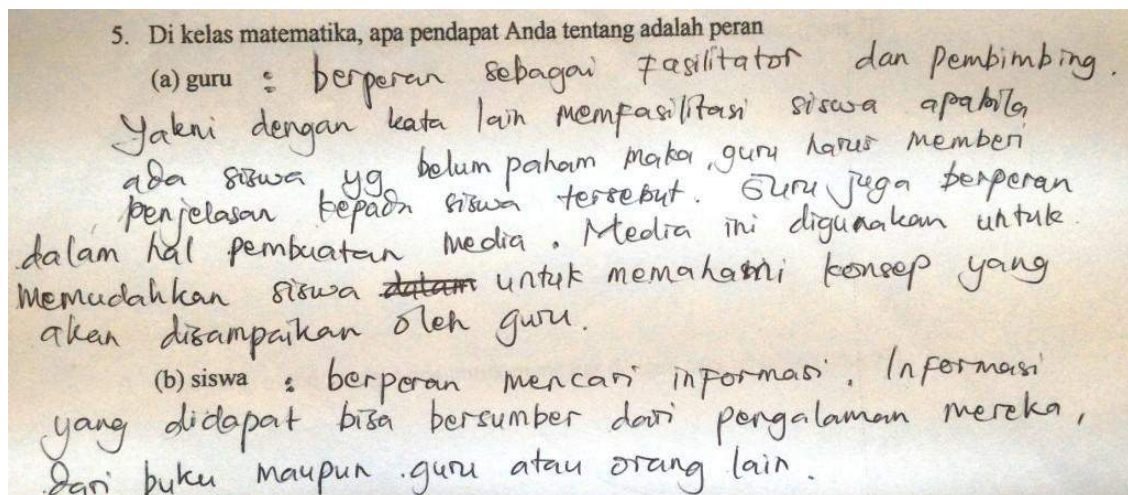 5. Di kelas matematika, apa pendapat Anda tentang adalah peran
(a) guru : berperan sebagai Fasilitator dan Pembimbing.
Yakni dengan kata lain memfasilitasi siswa apabila
ada siswa yg belum paham maka guru harus memberi
penjelasan kepada siswa tersebut. Guru juga berperan
dalam hal pembuatan media. Media ini digunakan untuk
memudahkan siswa dalam untuk memahami konsep yang
akan disampaikan oleh guru.
(b) siswa : berperan mencari informasi. Informasi
yang didapat bisa bersumber dari pengalaman mereka,
dari buku maupun guru atau orang lain.